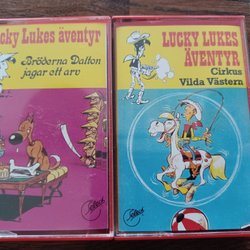 Lucky Lukes äventyr
Bröderna Dalton
jagar ett arv
LUCKY LUKES
ÄVENTYR
Cirkus
Vilda Västern